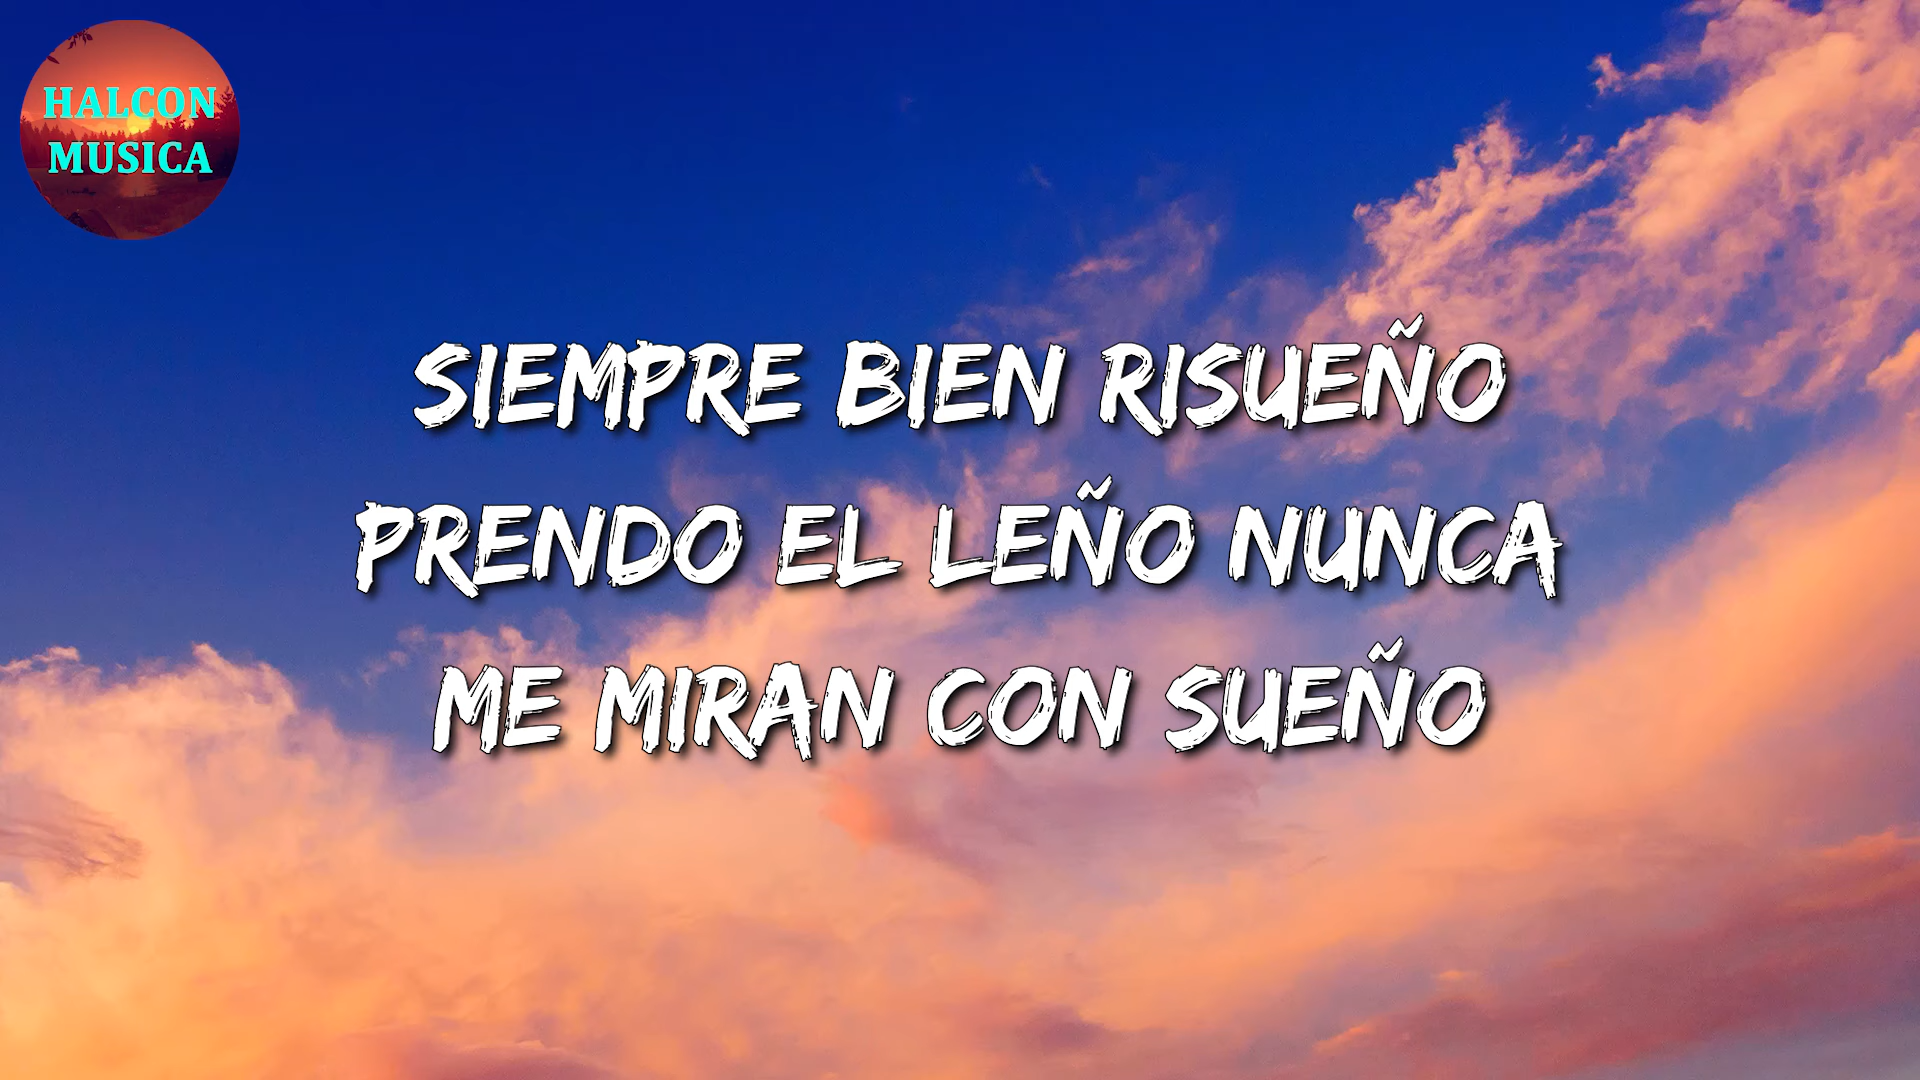 HALCON
MUSICA
SIEMPRE BIEN RISUEÑO
PRENDO EL LEÑO NUNCA
ME MIRAN CON SUEÑO